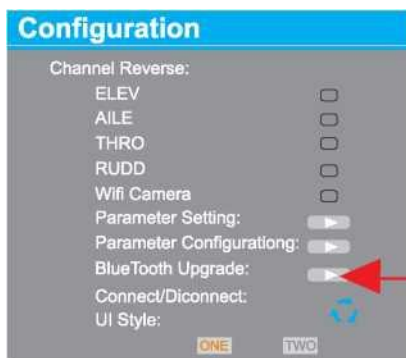 Configuration
Channel Reverse:
ELEV
AILE
THRO
RUDD
Wifi Camera
Parameter Setting:
Parameter Configurationg:
BlueTooth Upgrade:
Connect/Diconnect:
UI Style:
ONE TWO